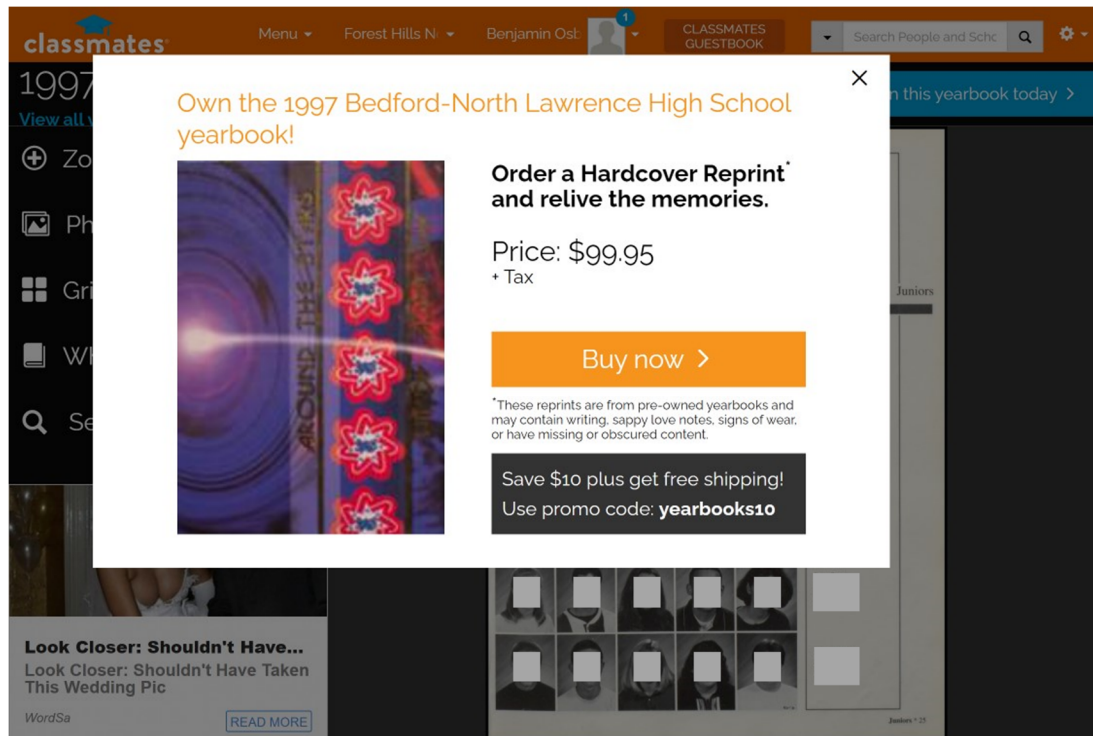 classmates
Menu
Forest Hills N
Benjamin Osb
1
CLASSMATES
GUESTBOOK
Search People and Scho
1997
View all
n this yearbook today
Zo
Ph
Gri
Wh
Se
Own the 1997 Bedford-North Lawrence High School
yearbook!
AROUND THE
Order a Hardcover Reprint*
and relive the memories.
Price: $99.95
+ Tax
Buy now
*These reprints are from pre-owned yearbooks and
may contain writing, sappy love notes, signs of wear,
or have missing or obscured content.
Save $10 plus get free shipping!
Use promo code: yearbooks10
Juniors
Look Closer: Shouldn't Have...
Look Closer: Shouldn't Have Taken
This Wedding Pic
WordSa
READ MORE
Juniors * 25